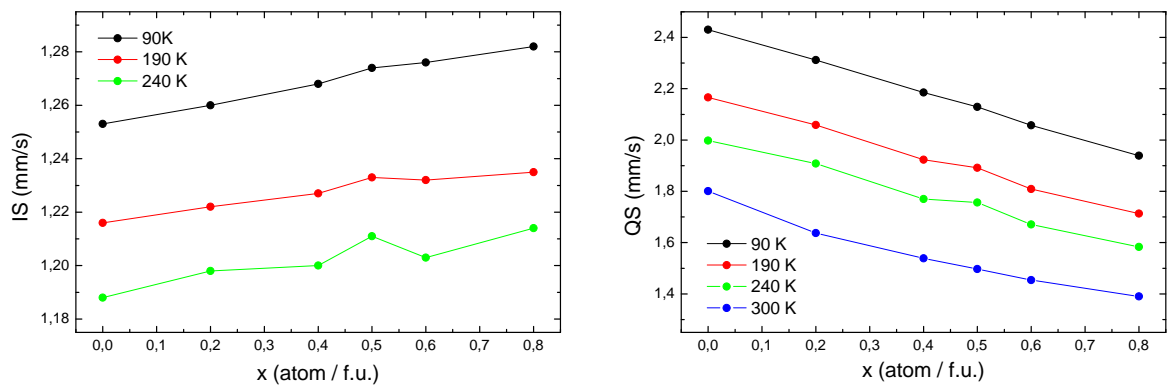 90K
190 K
240 K
1,28
1,26
1,24
1,22
1,20
1,18
IS (mm/s)
0,0 0,1 0,2 0,3 0,4 0,5 0,6 0,7 0,8
x (atom / f.u.)
2,4
2,2
2,0
1,8
1,6
1,4
QS (mm/s)
90 K
190 K
240 K
300 K
0,0 0,1 0,2 0,3 0,4 0,5 0,6 0,7 0,8
x (atom / f.u.)